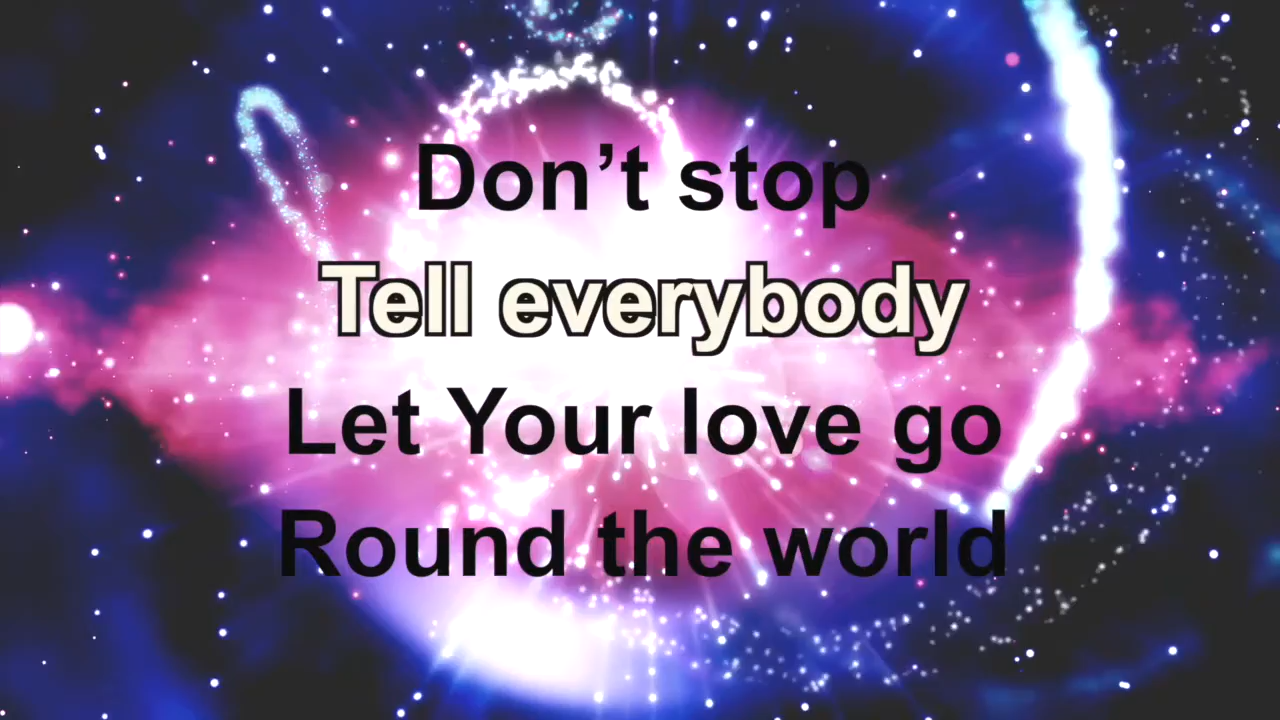 Don’t stop
Tell everybody
Let Your love go
Round the world